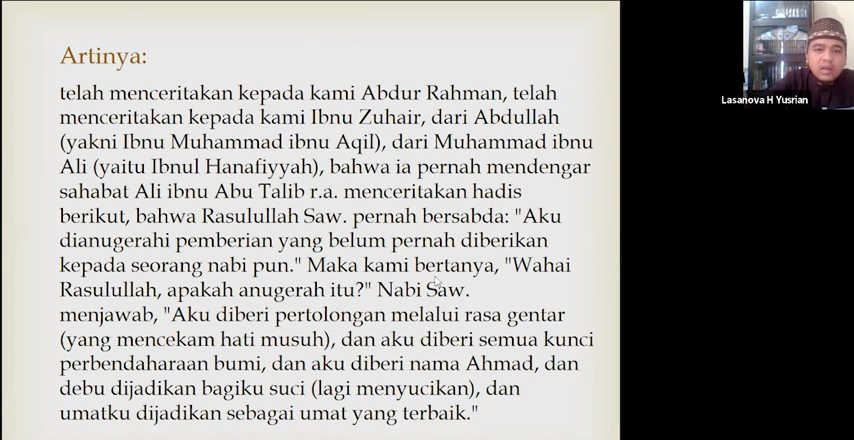 Artinya:
telah menceritakan kepada kami Abdur Rahman, telah
menceritakan kepada kami Ibnu Zuhair, dari Abdullah
(yakni Ibnu Muhammad ibnu Aqil), dari Muhammad ibnu
Ali (yaitu Ibnul Hanafiyyah), bahwa ia pernah mendengar
sahabat Ali ibnu Abu Talib r.a. menceritakan hadis
berikut, bahwa Rasulullah Saw. pernah bersabda: "Aku
dianugerahi pemberian yang belum pernah diberikan
kepada seorang nabi pun." Maka kami bertanya, "Wahai
Rasulullah, apakah anugerah itu?" Nabi Saw.
menjawab, "Aku diberi pertolongan melalui rasa gentar
(yang mencekam hati musuh), dan aku diberi semua kunci
perbendaharaan bumi, dan aku diberi nama Ahmad, dan
debu dijadikan bagiku suci (lagi menyucikan), dan
umatku dijadikan sebagai umat yang terbaik."
Lasanova H Yusrian